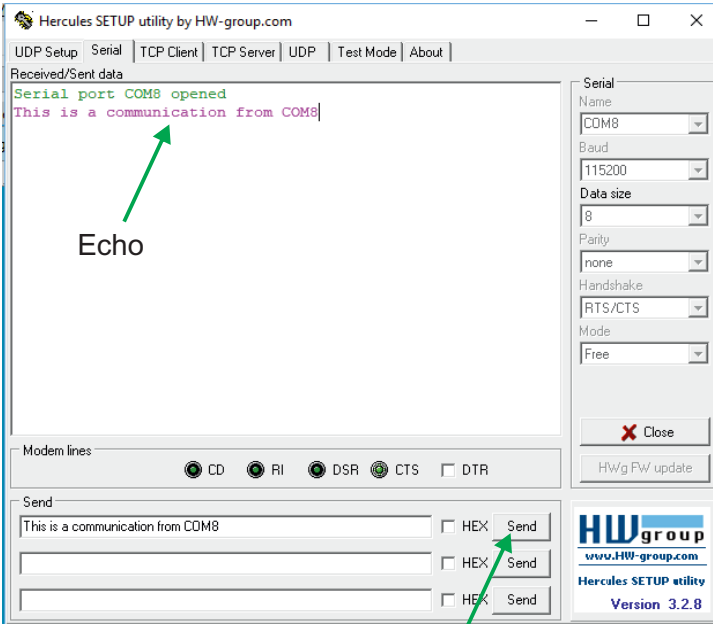 Hercules SETUP utility by HW-group.com
UDP Setup Serial TCP Client TCP Server UDP Test Mode About
Received/Sent data
Serial port COM8 opened
This is a communication from COM8
Echo
Serial
Name
COM8
Baud
115200
Data size
8
Parity
none
Handshake
RTS/CTS
Mode
Free
Close
HWg FW update
Modem lines
CD RI DSR CTS DTR
Send
This is a communication from COM8 HEX Send
HEX Send
HEX Send
HW group
www.HW-group.com
Hercules SETUP utility
Version 3.2.8